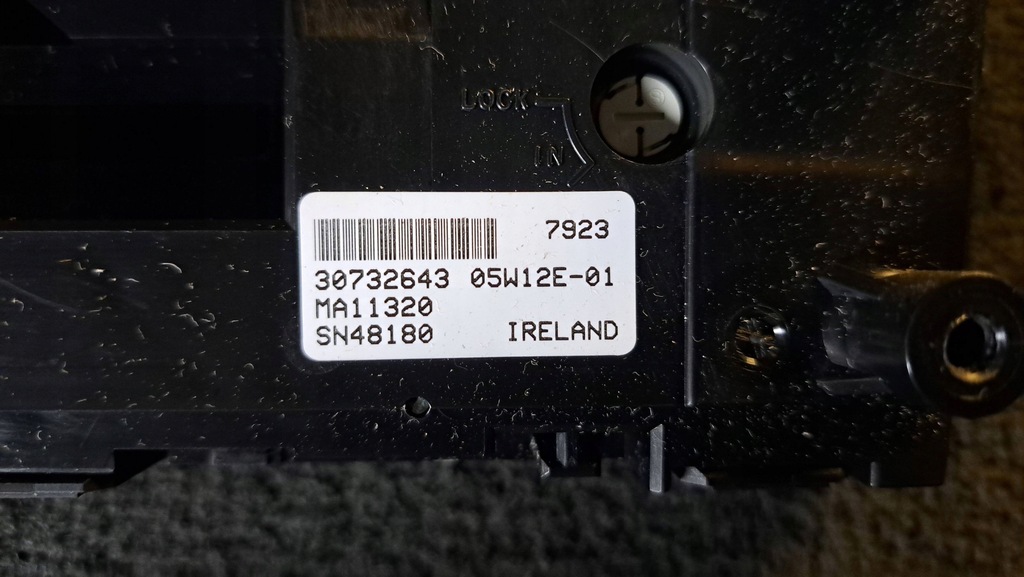 LOCK
IN
7923
30732643 05W12E-01
MA11320
SN48180 IRELAND